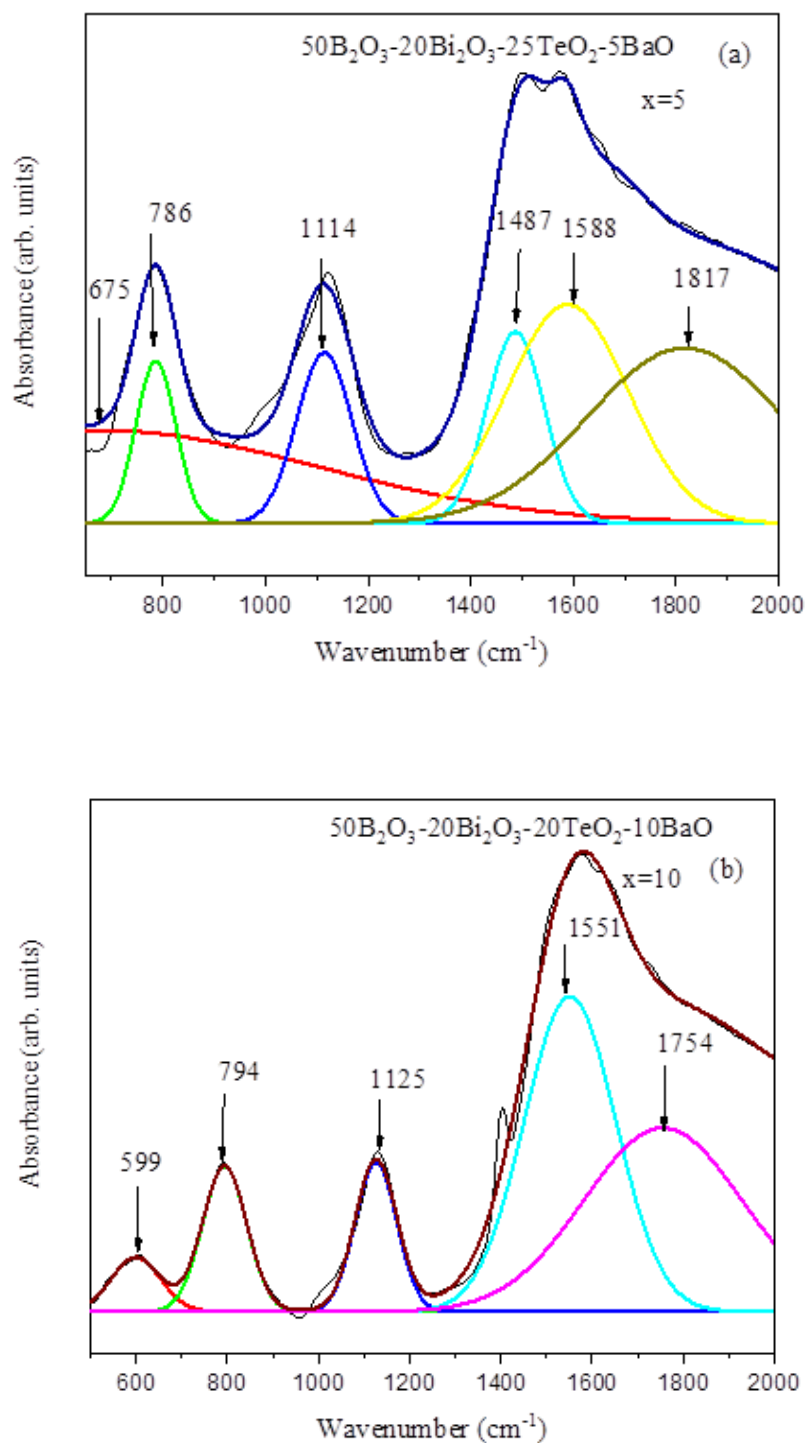 50B₂O₃-20Bi₂O₃-25TeO₂-5BaO (a)
x=5
786
1114
1487
1588
675
1817
Absorbance (arb. units)
800 1000 1200 1400 1600 1800 2000
Wavenumber (cm⁻¹)
50B₂O₃-20Bi₂O₃-20TeO₂-10BaO
x=10 (b)
1551
1754
794
1125
599
Absorbance (arb. units)
600 800 1000 1200 1400 1600 1800 2000
Wavenumber (cm⁻¹)